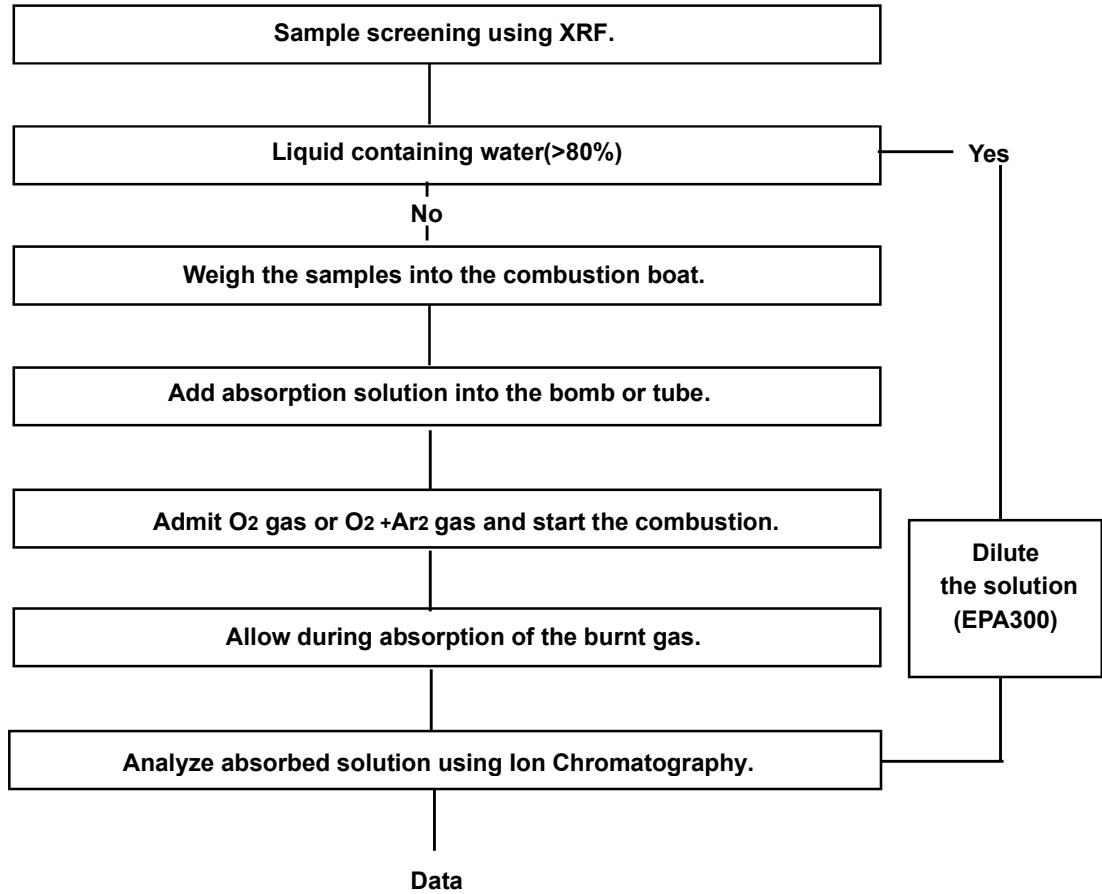 Sample screening using XRF.
Liquid containing water(>80%)
Yes
No
Weigh the samples into the combustion boat.
Add absorption solution into the bomb or tube.
Admit O2 gas or O2 +Ar2 gas and start the combustion.
Dilute
the solution
(EPA300)
Allow during absorption of the burnt gas.
Analyze absorbed solution using Ion Chromatography.
Data